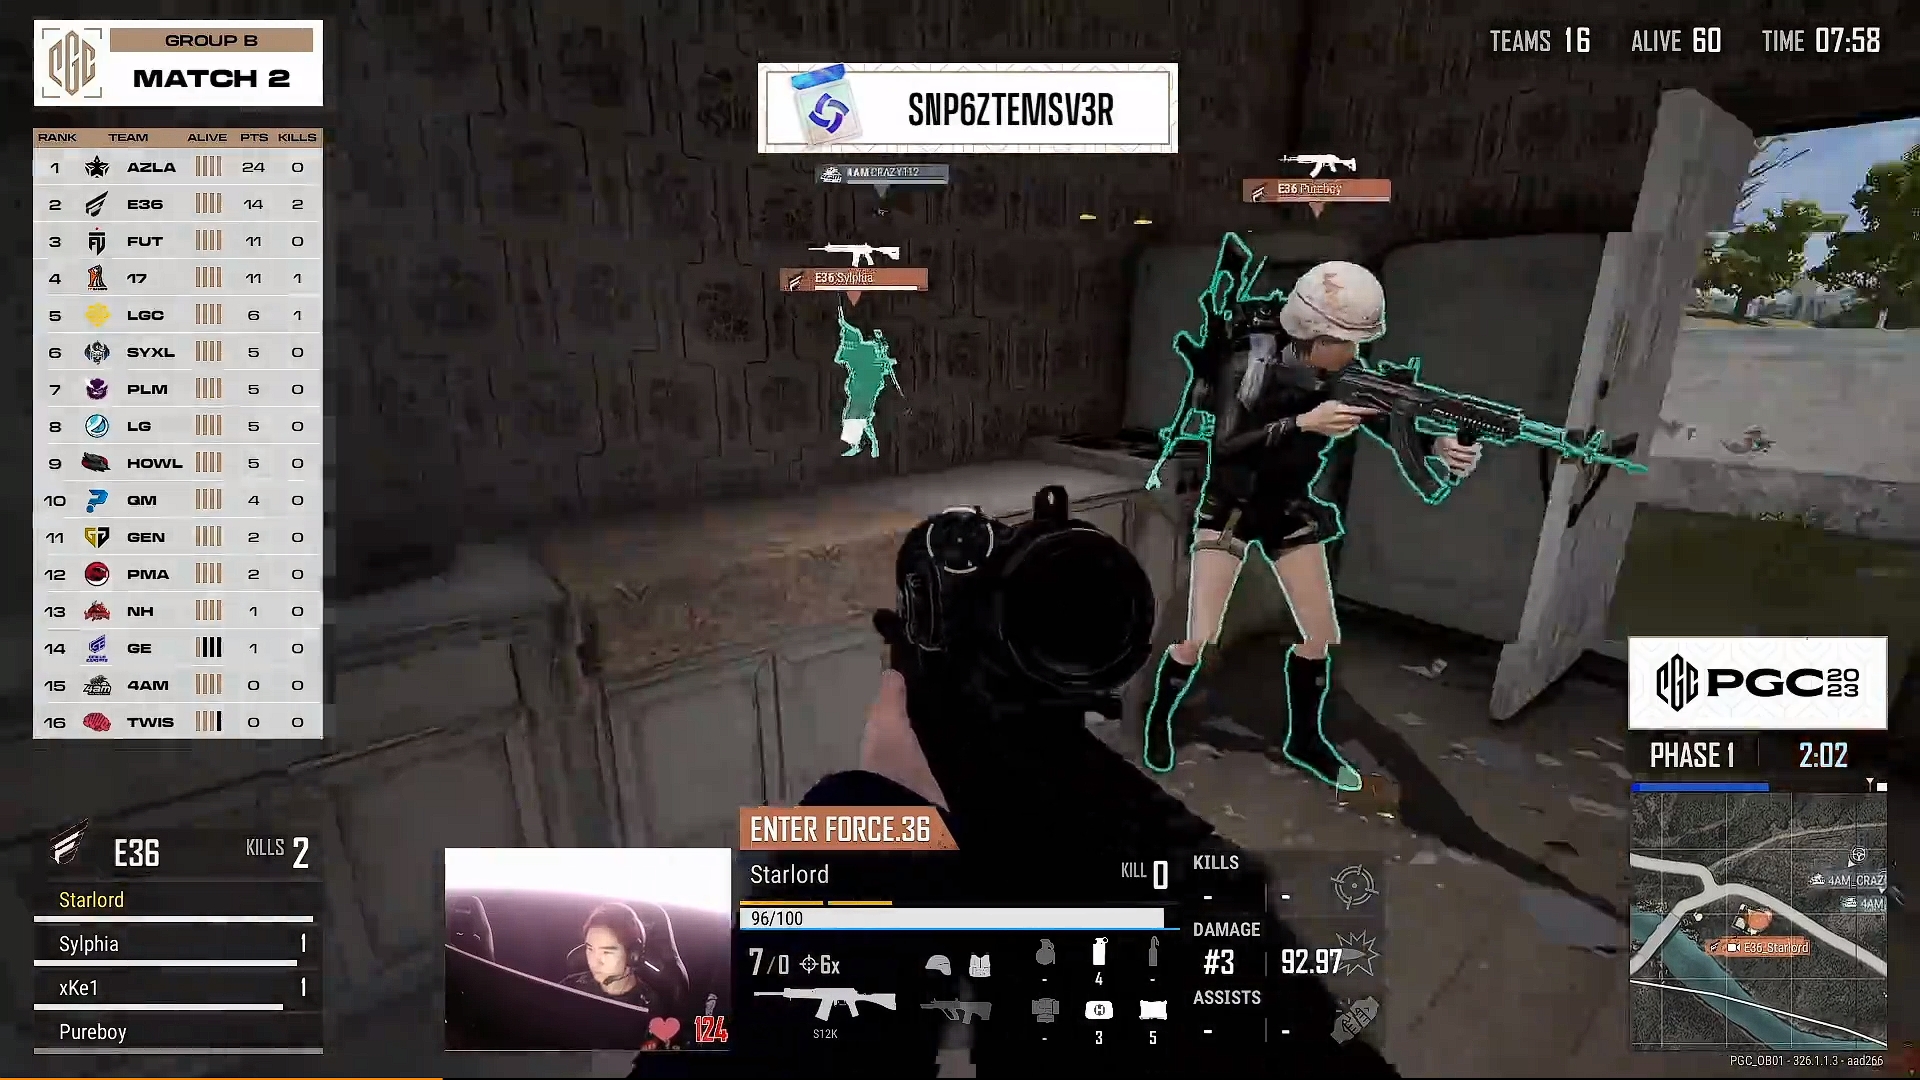 GROUP B
MATCH 2
TEAMS 16 ALIVE 60 TIME 07:58
SNP6ZTEMSV3R
RANK TEAM ALIVE PTS KILLS
1 AZLA 24 0
2 E36 14 2
3 FUT 11 0
4 17 11 1
5 LGC 6 1
6 SYXL 5 0
7 PLM 5 0
8 LG 5 0
9 HOWL 5 0
10 QM 4 0
11 GEN 2 0
12 PMA 2 0
13 NH 1 0
14 GE 1 0
15 4AM 0 0
16 TWIS 0 0
4AM CRAZY112
E36 Pureboy
E36 Sylphia
PGC 2023
PHASE 1 2:02
4AM_CRAZ
4AM
E36_Starlord
PGC_OB01 - 326.1.1.3 - aad266
E36 KILLS 2
Starlord
Sylphia 1
xKe1 1
Pureboy
124
ENTER FORCE.36
Starlord KILL 0
96/100
7/0 6x
S12K
- 4 -
- 3 5
KILLS
- -
DAMAGE
#3 92.97
ASSISTS
- -